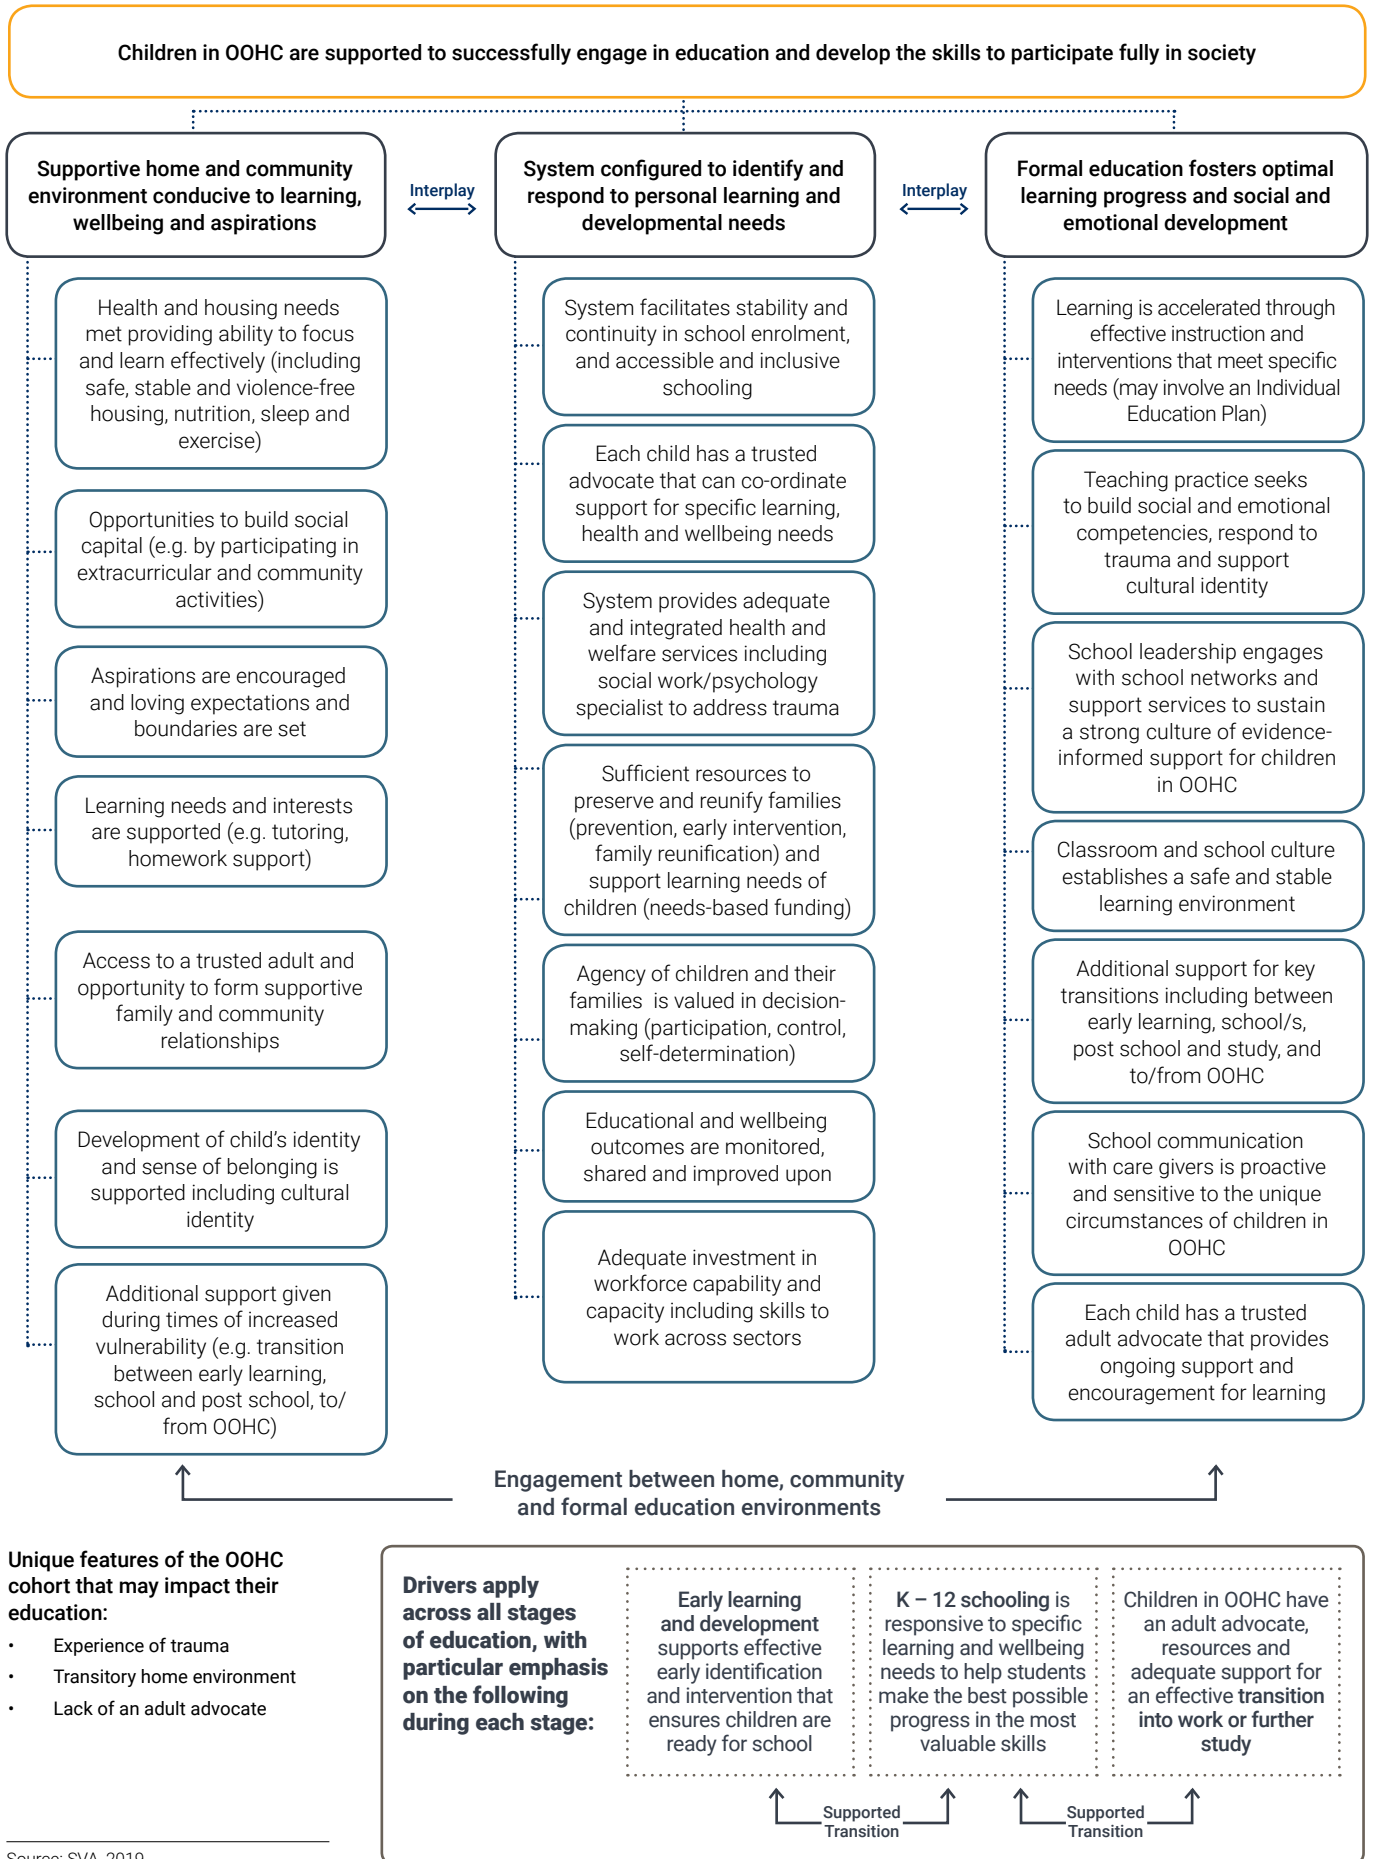 Children in OOHC are supported to successfully engage in education and develop the skills to participate fully in society
Supportive home and community
environment conducive to learning,
wellbeing and aspirations
Interplay
System configured to identify and
respond to personal learning and
developmental needs
Interplay
Formal education fosters optimal
learning progress and social and
emotional development
Health and housing needs
met providing ability to focus
and learn effectively (including
safe, stable and violence-free
housing, nutrition, sleep and
exercise)
Opportunities to build social
capital (e.g. by participating in
extracurricular and community
activities)
Aspirations are encouraged
and loving expectations and
boundaries are set
Learning needs and interests
are supported (e.g. tutoring,
homework support)
Access to a trusted adult and
opportunity to form supportive
family and community
relationships
Development of child's identity
and sense of belonging is
supported including cultural
identity
Additional support given
during times of increased
vulnerability (e.g. transition
between early learning,
school and post school, to/
from OOHC)
System facilitates stability and
continuity in school enrolment,
and accessible and inclusive
schooling
Each child has a trusted
advocate that can co-ordinate
support for specific learning,
health and wellbeing needs
System provides adequate
and integrated health and
welfare services including
social work/psychology
specialist to address trauma
Sufficient resources to
preserve and reunify families
(prevention, early intervention,
family reunification) and
support learning needs of
children (needs-based funding)
Agency of children and their
families is valued in decision-
making (participation, control,
self-determination)
Educational and wellbeing
outcomes are monitored,
shared and improved upon
Adequate investment in
workforce capability and
capacity including skills to
work across sectors
Learning is accelerated through
effective instruction and
interventions that meet specific
needs (may involve an Individual
Education Plan)
Teaching practice seeks
to build social and emotional
competencies, respond to
trauma and support
cultural identity
School leadership engages
with school networks and
support services to sustain
a strong culture of evidence-
informed support for children
in OOHC
Classroom and school culture
establishes a safe and stable
learning environment
Additional support for key
transitions including between
early learning, school/s,
post school and study, and
to/from OOHC
School communication
with care givers is proactive
and sensitive to the unique
circumstances of children in
OOHC
Each child has a trusted
adult advocate that provides
ongoing support and
encouragement for learning
Engagement between home, community
and formal education environments
Unique features of the OOHC
cohort that may impact their
education:
• Experience of trauma
• Transitory home environment
• Lack of an adult advocate
Drivers apply
across all stages
of education, with
particular emphasis
on the following
during each stage:
Early learning
and development
supports effective
early identification
and intervention that
ensures children are
ready for school
K – 12 schooling is
responsive to specific
learning and wellbeing
needs to help students
make the best possible
progress in the most
valuable skills
Children in OOHC have
an adult advocate,
resources and
adequate support for
an effective transition
into work or further
study
Supported
Transition
Supported
Transition
Source: SVA, 2019